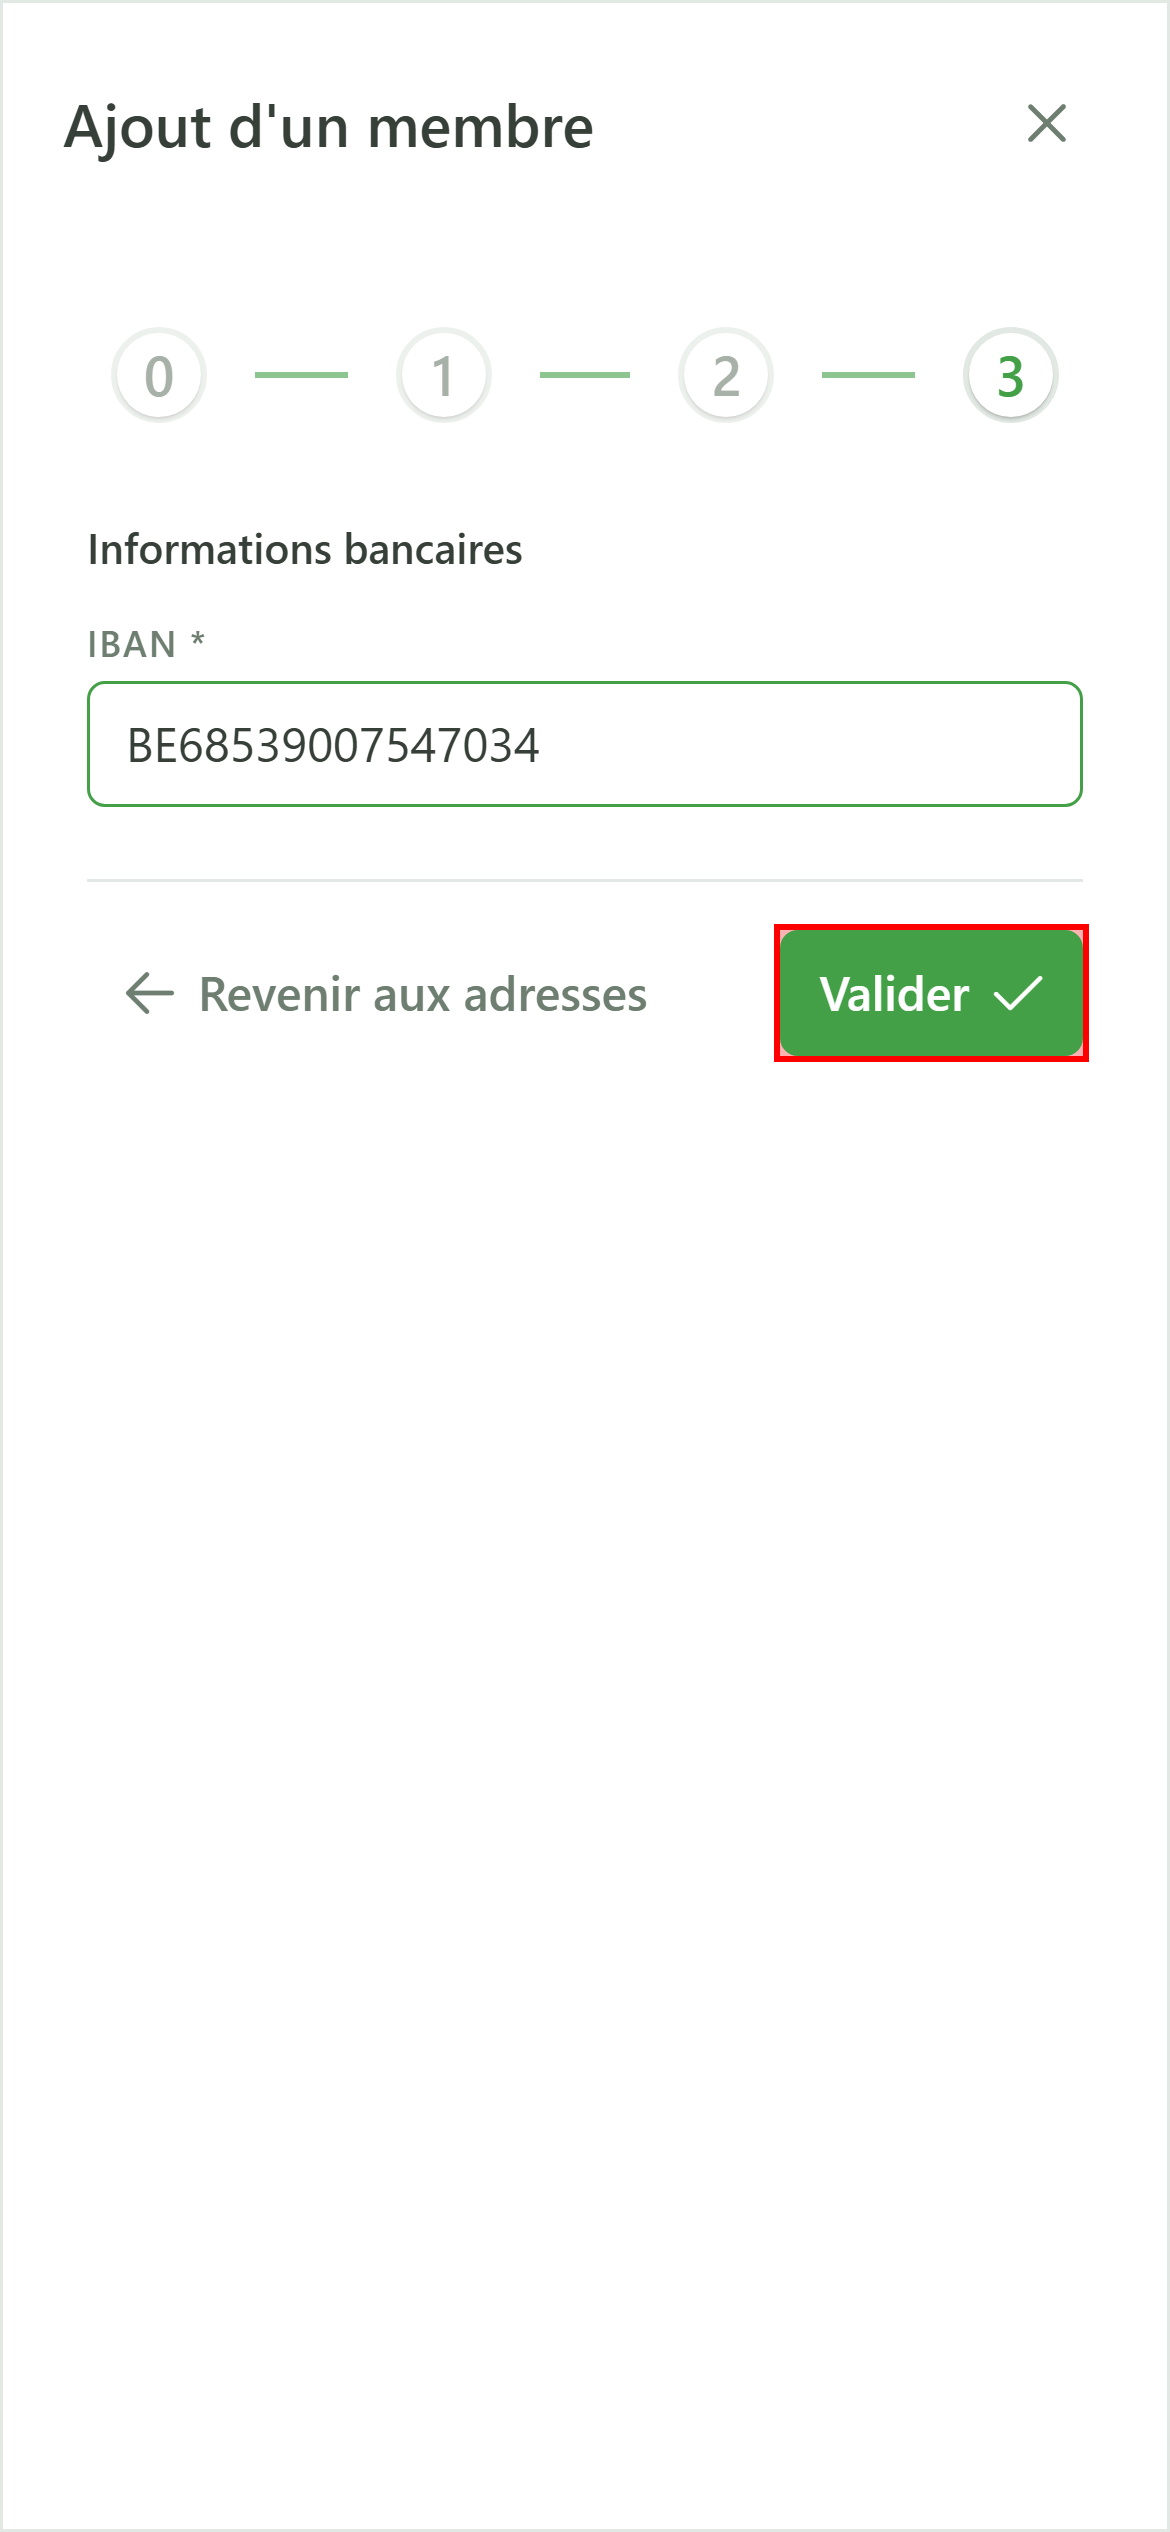 Ajout d'un membre
0 1 2 3
Informations bancaires
IBAN *
BE68539007547034
Revenir aux adresses
Valider